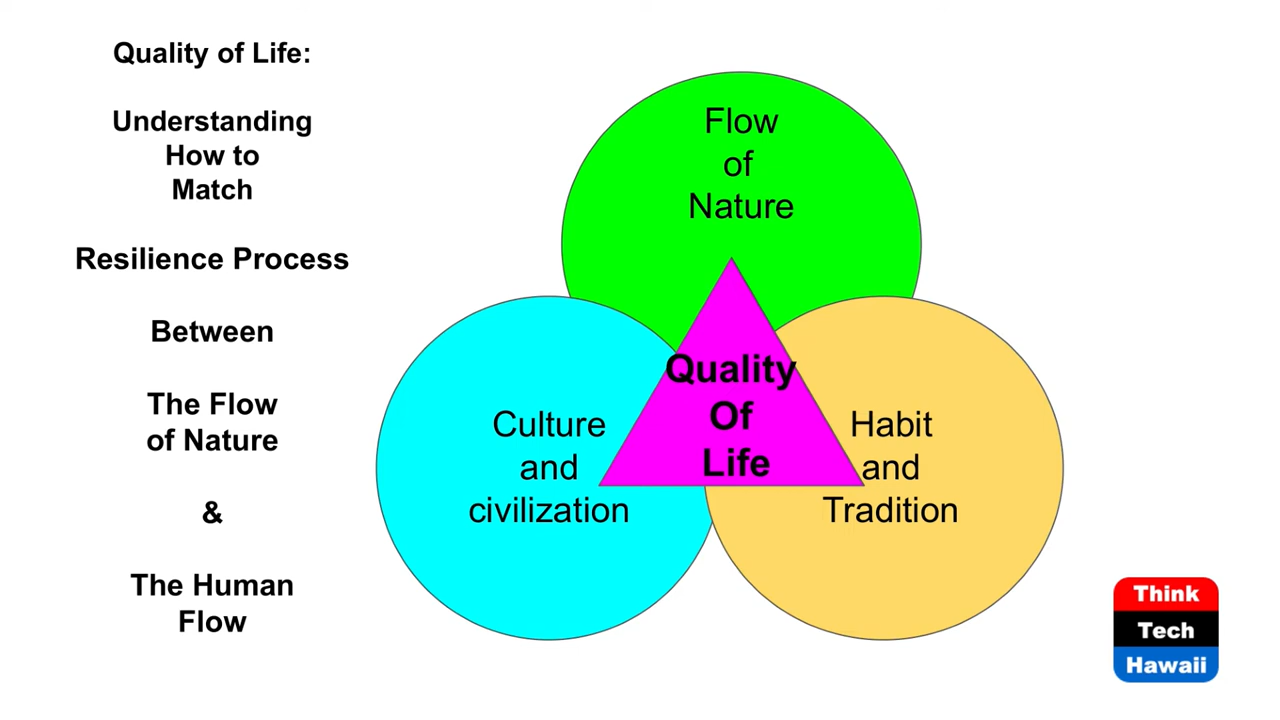 Quality of Life:
Understanding
How to
Match
Resilience Process
Between
The Flow
of Nature
&
The Human
Flow
Flow
of
Nature
Culture
and
civilization
Quality
Of
Life
Habit
and
Tradition
Think
Tech
Hawaii